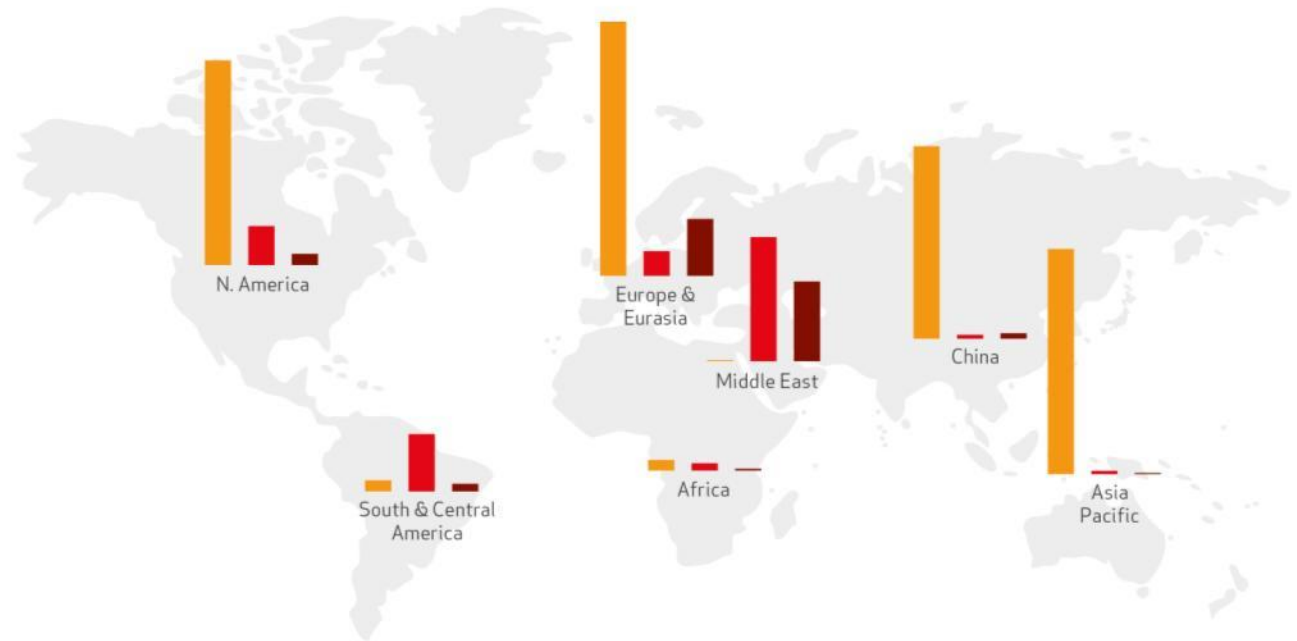 N. America
Europe &
Eurasia
Middle East
China
South & Central
America
Africa
Asia
Pacific